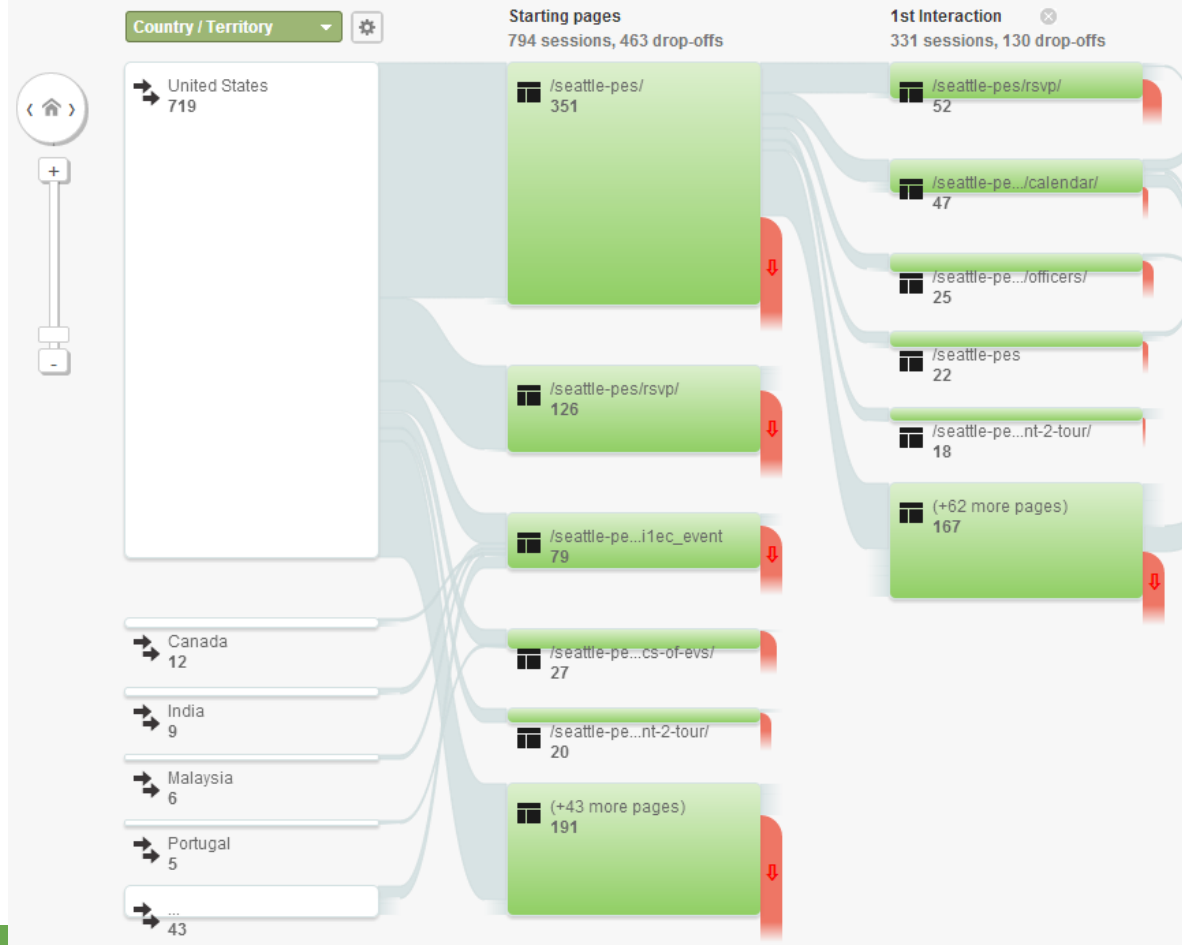 Country / Territory
Starting pages
794 sessions, 463 drop-offs
1st Interaction
331 sessions, 130 drop-offs
+
-
United States
719
Canada
12
India
9
Malaysia
6
Portugal
5
...
43
/seattle-pes/
351
/seattle-pes/rsvp/
126
/seattle-pe...i1ec_event
79
/seattle-pe...cs-of-evs/
27
/seattle-pe...nt-2-tour/
20
(+43 more pages)
191
/seattle-pes/rsvp/
52
/seattle-pe.../calendar/
47
/seattle-pe.../officers/
25
/seattle-pes
22
/seattle-pe...nt-2-tour/
18
(+62 more pages)
167